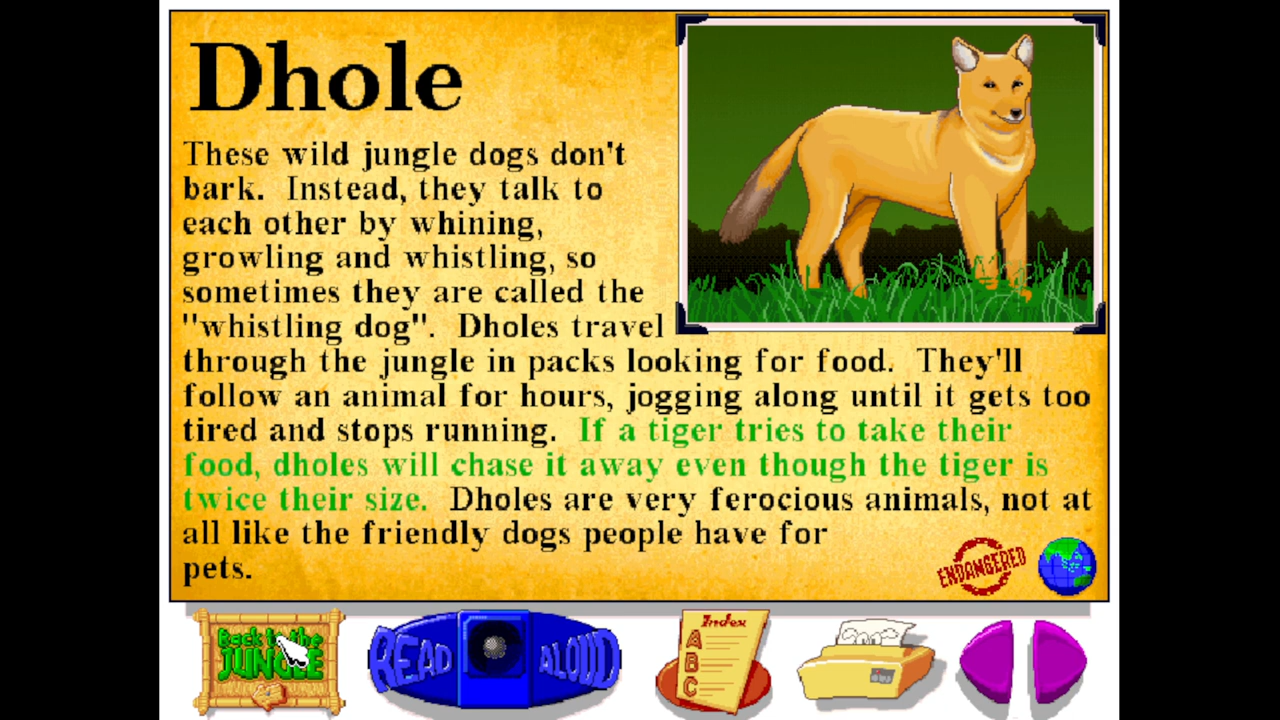 Dhole
These wild jungle dogs don't
bark.  Instead, they talk to
each other by whining,
growling and whistling, so
sometimes they are called the
"whistling dog".  Dholes travel
through the jungle in packs looking for food.  They'll
follow an animal for hours, jogging along until it gets too
tired and stops running.  If a tiger tries to take their
food, dholes will chase it away even though the tiger is
twice their size.  Dholes are very ferocious animals, not at
all like the friendly dogs people have for
pets.
ENDANGERED
Back to the
JUNGLE
READ ALOUD
Index
A
B
C